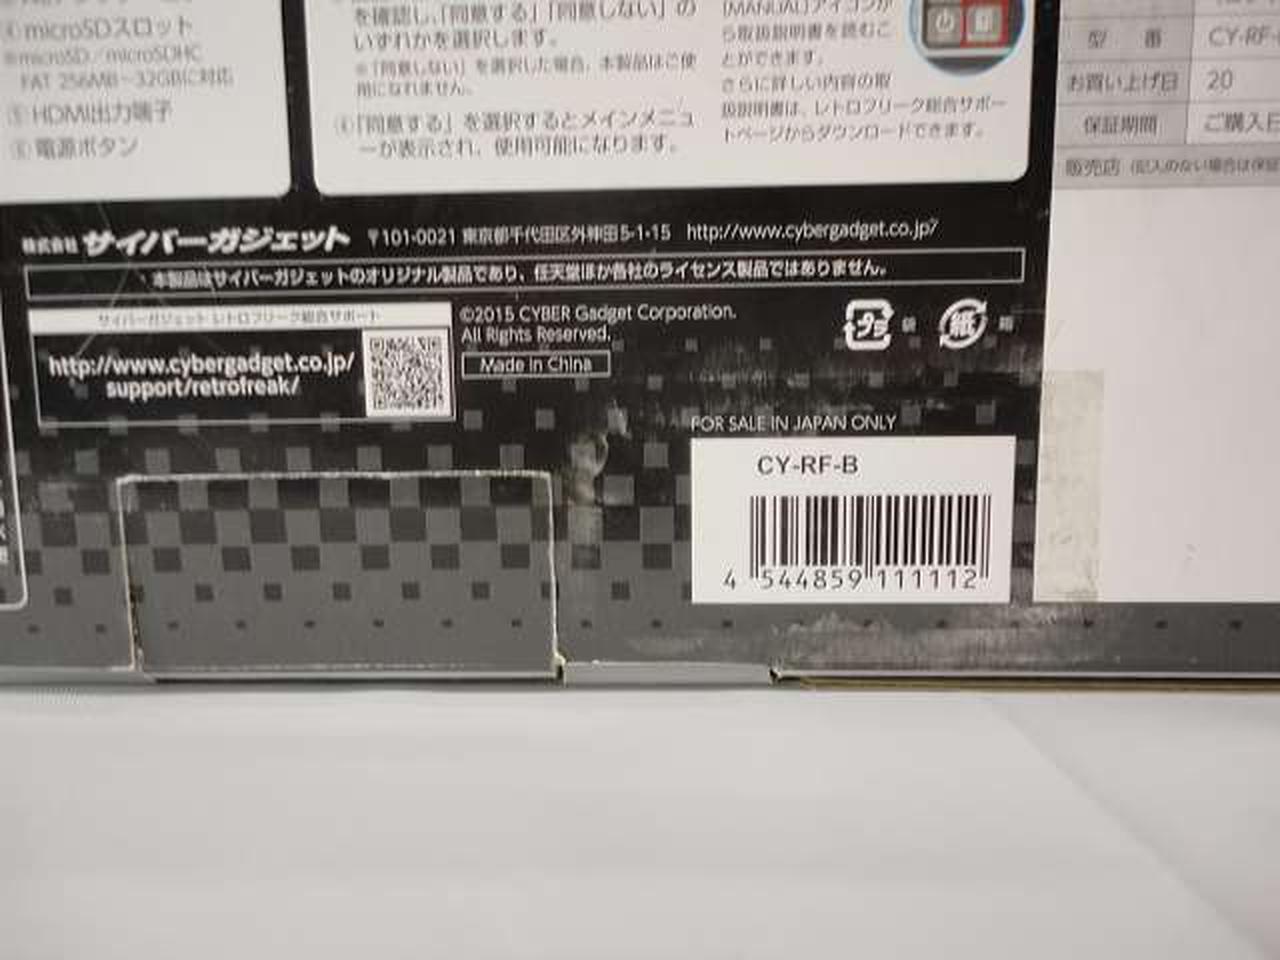 ④microSDスロット
※microSD／microSDHC
FAT 256MB～32GBに対応
⑤HDMI出力端子
⑥電源ボタン
を確認し、「同意する」「同意しない」の
いずれかを選択します。
※「同意しない」を選択した場合、本製品はご使
用になれません。
④「同意する」を選択するとメインメニュ
ーが表示され、使用可能になります。
[MANUAL]アイコンか
ら取扱説明書を読むこ
とができます。
さらに詳しい内容の取
扱説明書は、レトロフリーク総合サポー
トページからダウンロードできます。
型 番 CY-RF-
お買い上げ日 20
保証期間 ご購入日
販売店
株式会社 サイバーガジェット 〒101-0021 東京都千代田区外神田5-1-15 http://www.cybergadget.co.jp/
本製品はサイバーガジェットのオリジナル製品であり、任天堂ほか各社のライセンス製品ではありません。
サイバーガジェット レトロフリーク総合サポート
http://www.cybergadget.co.jp/
support/retrofreak/
©2015 CYBER Gadget Corporation.
All Rights Reserved.
Made in China
プラ 袋 紙 箱
FOR SALE IN JAPAN ONLY
CY-RF-B
4 544859 111112